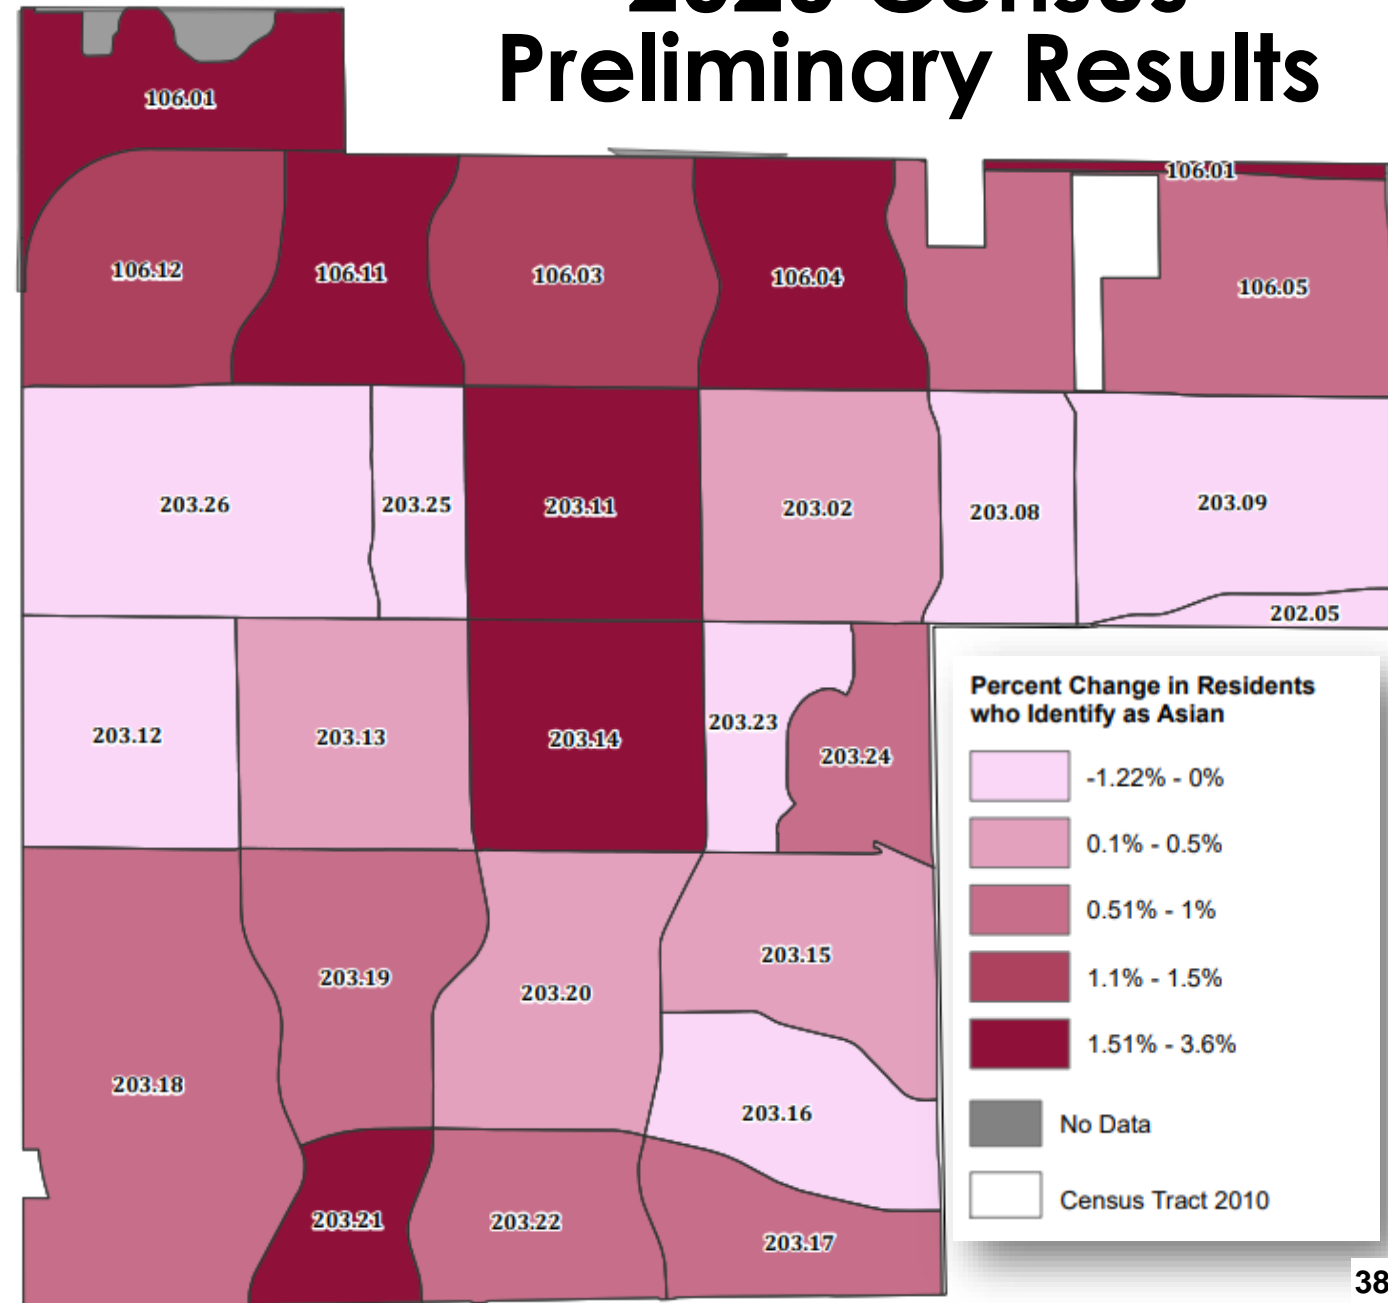 2020 Census
Preliminary Results
106.01
106.01
106.12
106.11
106.03
106.04
106.05
203.26
203.25
203.11
203.02
203.08
203.09
202.05
203.12
203.13
203.14
203.23
203.24
203.19
203.20
203.15
203.18
203.16
203.21
203.22
203.17
Percent Change in Residents
who Identify as Asian
-1.22% - 0%
0.1% - 0.5%
0.51% - 1%
1.1% - 1.5%
1.51% - 3.6%
No Data
Census Tract 2010
38